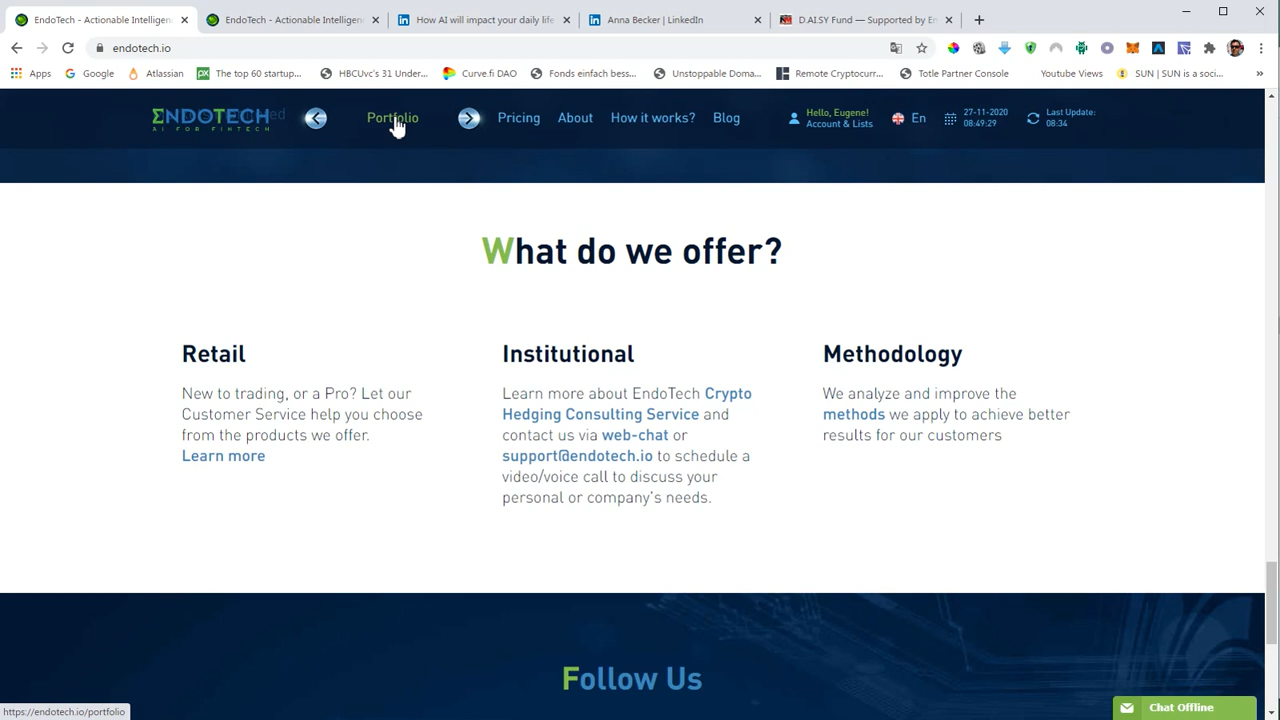 EndoTech - Actionable Intelligenc
EndoTech - Actionable Intelligenc
How AI will impact your daily life
Anna Becker | LinkedIn
D.AI.SY Fund — Supported by En
endotech.io
Apps
Google
Atlassian
The top 60 startup...
HBCUvc's 31 Under...
Curve.fi DAO
Fonds einfach bess...
Unstoppable Doma...
Remote Cryptocurr...
Totle Partner Console
Youtube Views
SUN | SUN is a soci...
»
ENDOTECH
AI FOR FINTECH
Portfolio
Pricing
About
How it works?
Blog
Hello, Eugene!
Account & Lists
En
27-11-2020
08:49:29
Last Update:
08:34
What do we offer?
Retail
New to trading, or a Pro? Let our
Customer Service help you choose
from the products we offer.
Learn more
Institutional
Learn more about EndoTech Crypto
Hedging Consulting Service and
contact us via web-chat or
support@endotech.io to schedule a
video/voice call to discuss your
personal or company's needs.
Methodology
We analyze and improve the
methods we apply to achieve better
results for our customers
Follow Us
https://endotech.io/portfolio
Chat Offline